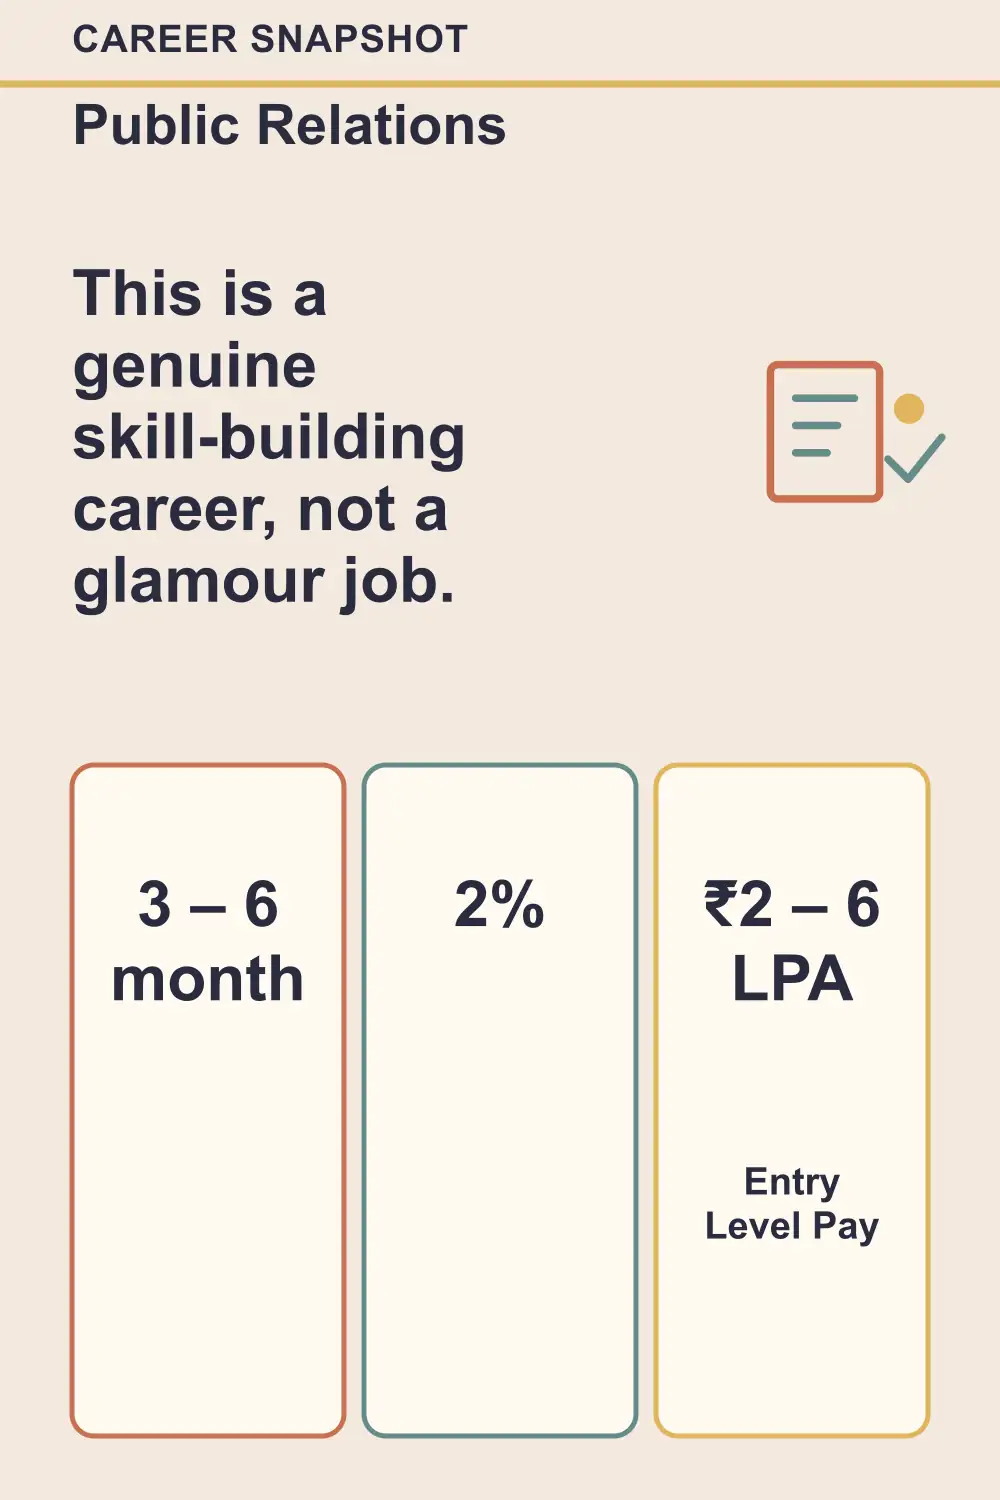 CAREER SNAPSHOT
Public Relations
This is a
genuine
skill-building
career, not a
glamour job.
3 – 6
month
2%
₹2 – 6
LPA
Entry
Level Pay